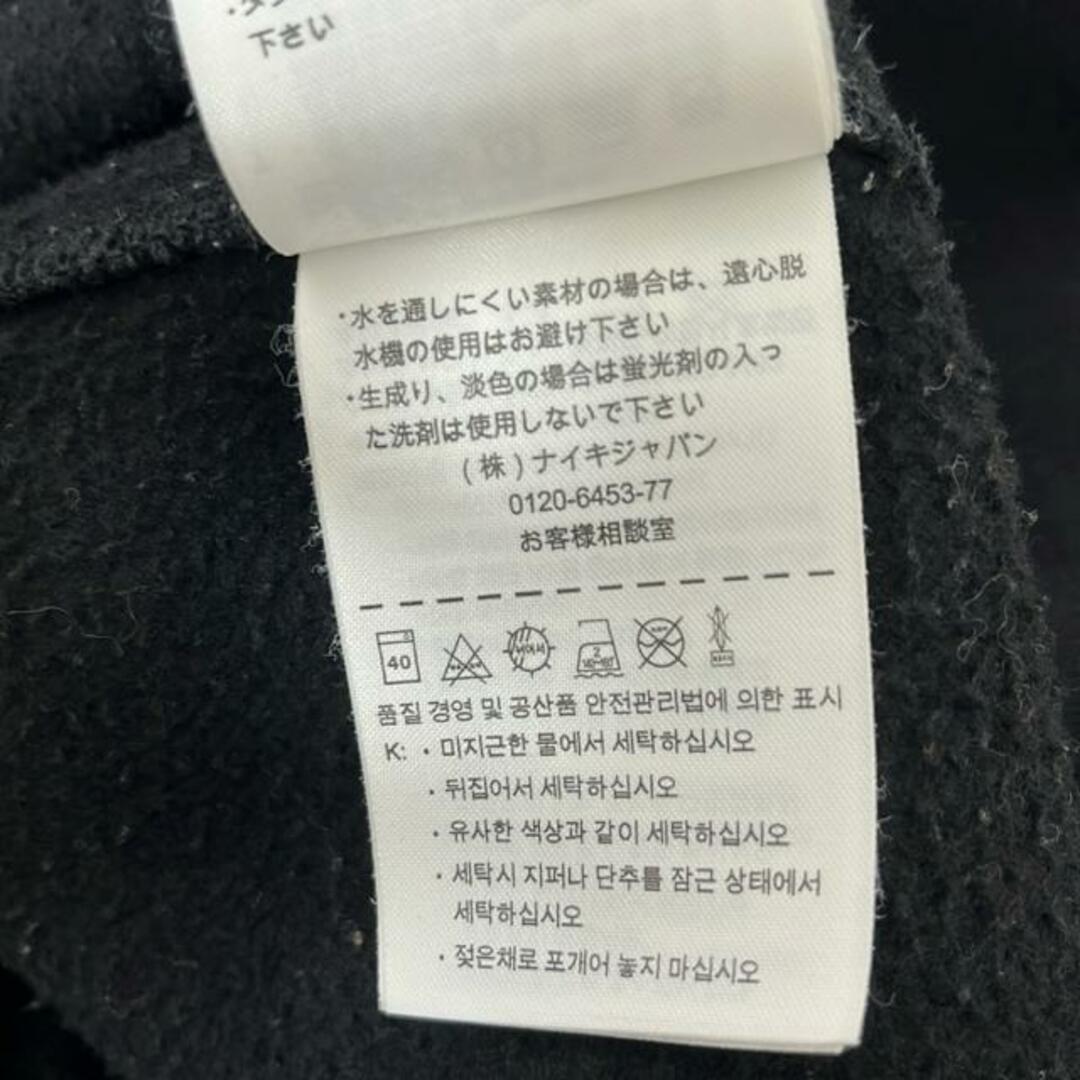 下さい
・水を通しにくい素材の場合は、遠心脱
水機の使用はお避け下さい
・生成り、淡色の場合は蛍光剤の入っ
た洗剤は使用しないで下さい
(株)ナイキジャパン
0120-6453-77
お客様相談室
40
2
품질 경영 및 공산품 안전관리법에 의한 표시
K: · 미지근한 물에서 세탁하십시오
· 뒤집어서 세탁하십시오
· 유사한 색상과 같이 세탁하십시오
· 세탁시 지퍼나 단추를 잠근 상태에서
세탁하십시오
· 젖은채로 포개어 놓지 마십시오